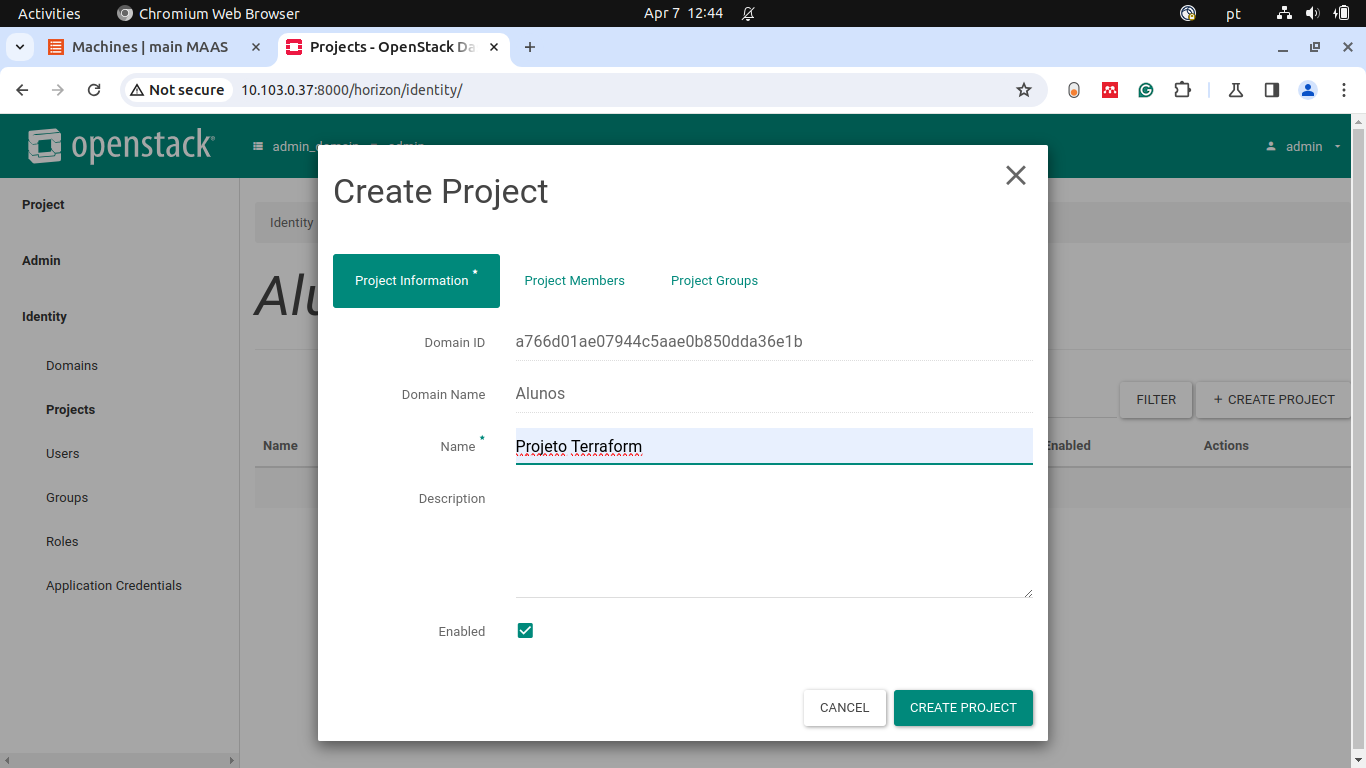 Activities Chromium Web Browser Apr 7 12:44 pt
Machines | main MAAS Projects - OpenStack Da
Not secure 10.103.0.37:8000/horizon/identity/
openstack admin
Create Project
Project
Identity
Admin
Project Information * Project Members Project Groups
Identity
Domain ID a766d01ae07944c5aae0b850dda36e1b
Domains
Domain Name Alunos
Projects FILTER + CREATE PROJECT
Name * Projeto Terraform
Name Enabled Actions
Users
Groups
Description
Roles
Application Credentials
Enabled
CANCEL CREATE PROJECT